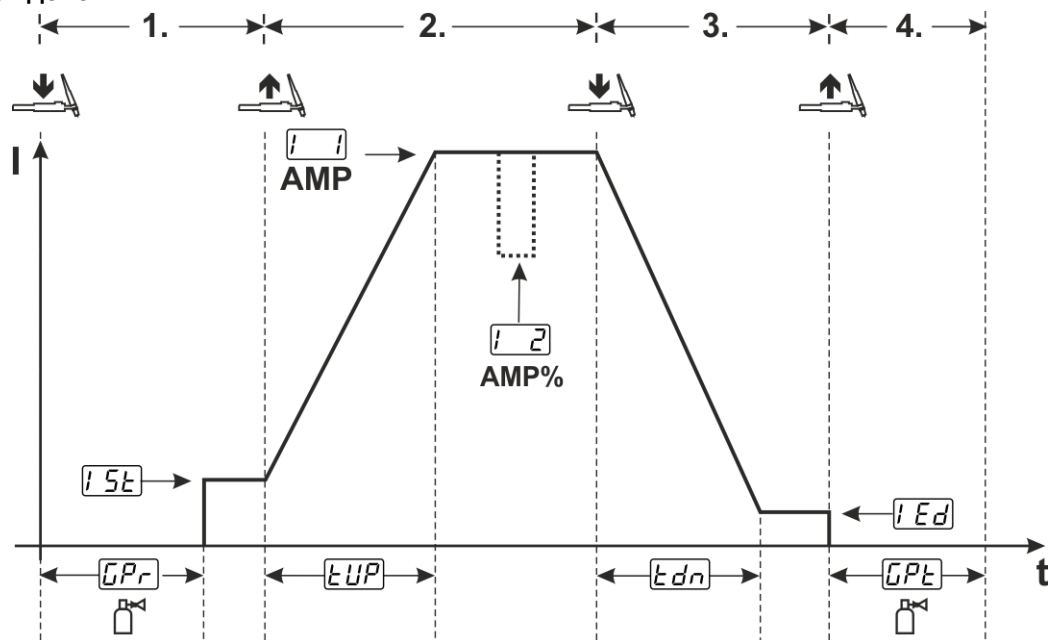 1.
2.
3.
4.
I
I 1
AMP
I 2
AMP%
I St
I Ed
GPr
tUP
tdn
GPt
t